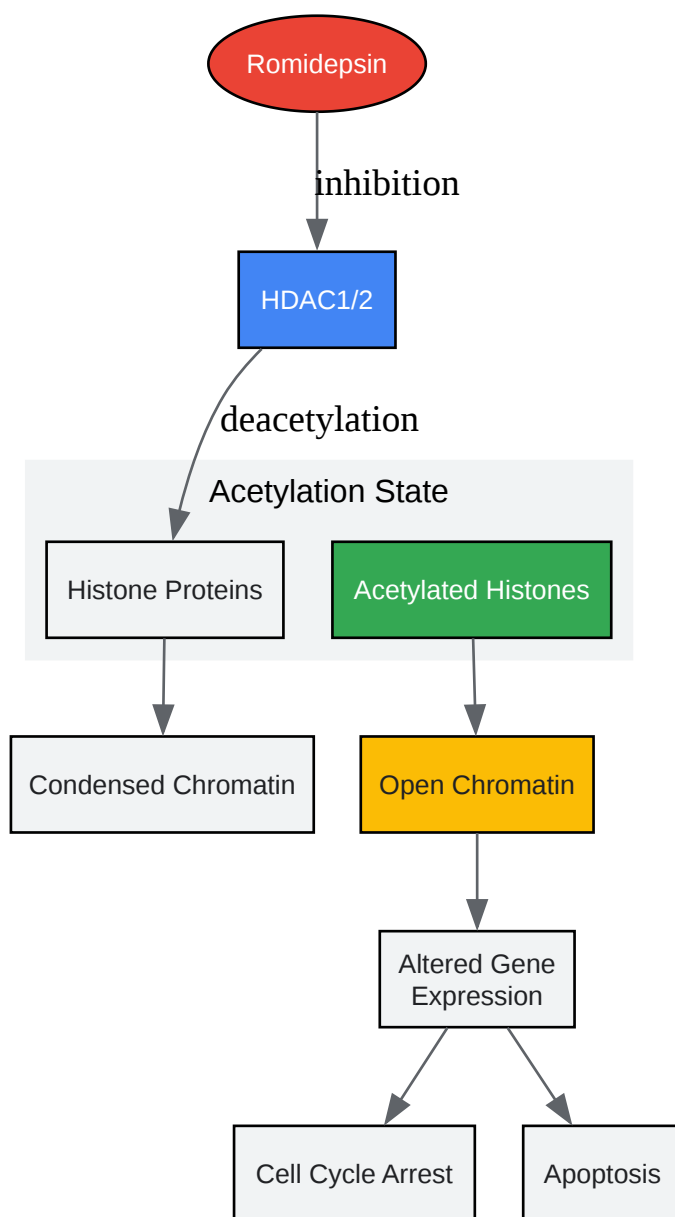 Romidepsin
inhibition
HDAC1/2
deacetylation
Acetylation State
Histone Proteins
Acetylated Histones
Condensed Chromatin
Open Chromatin
Altered Gene
Expression
Cell Cycle Arrest
Apoptosis